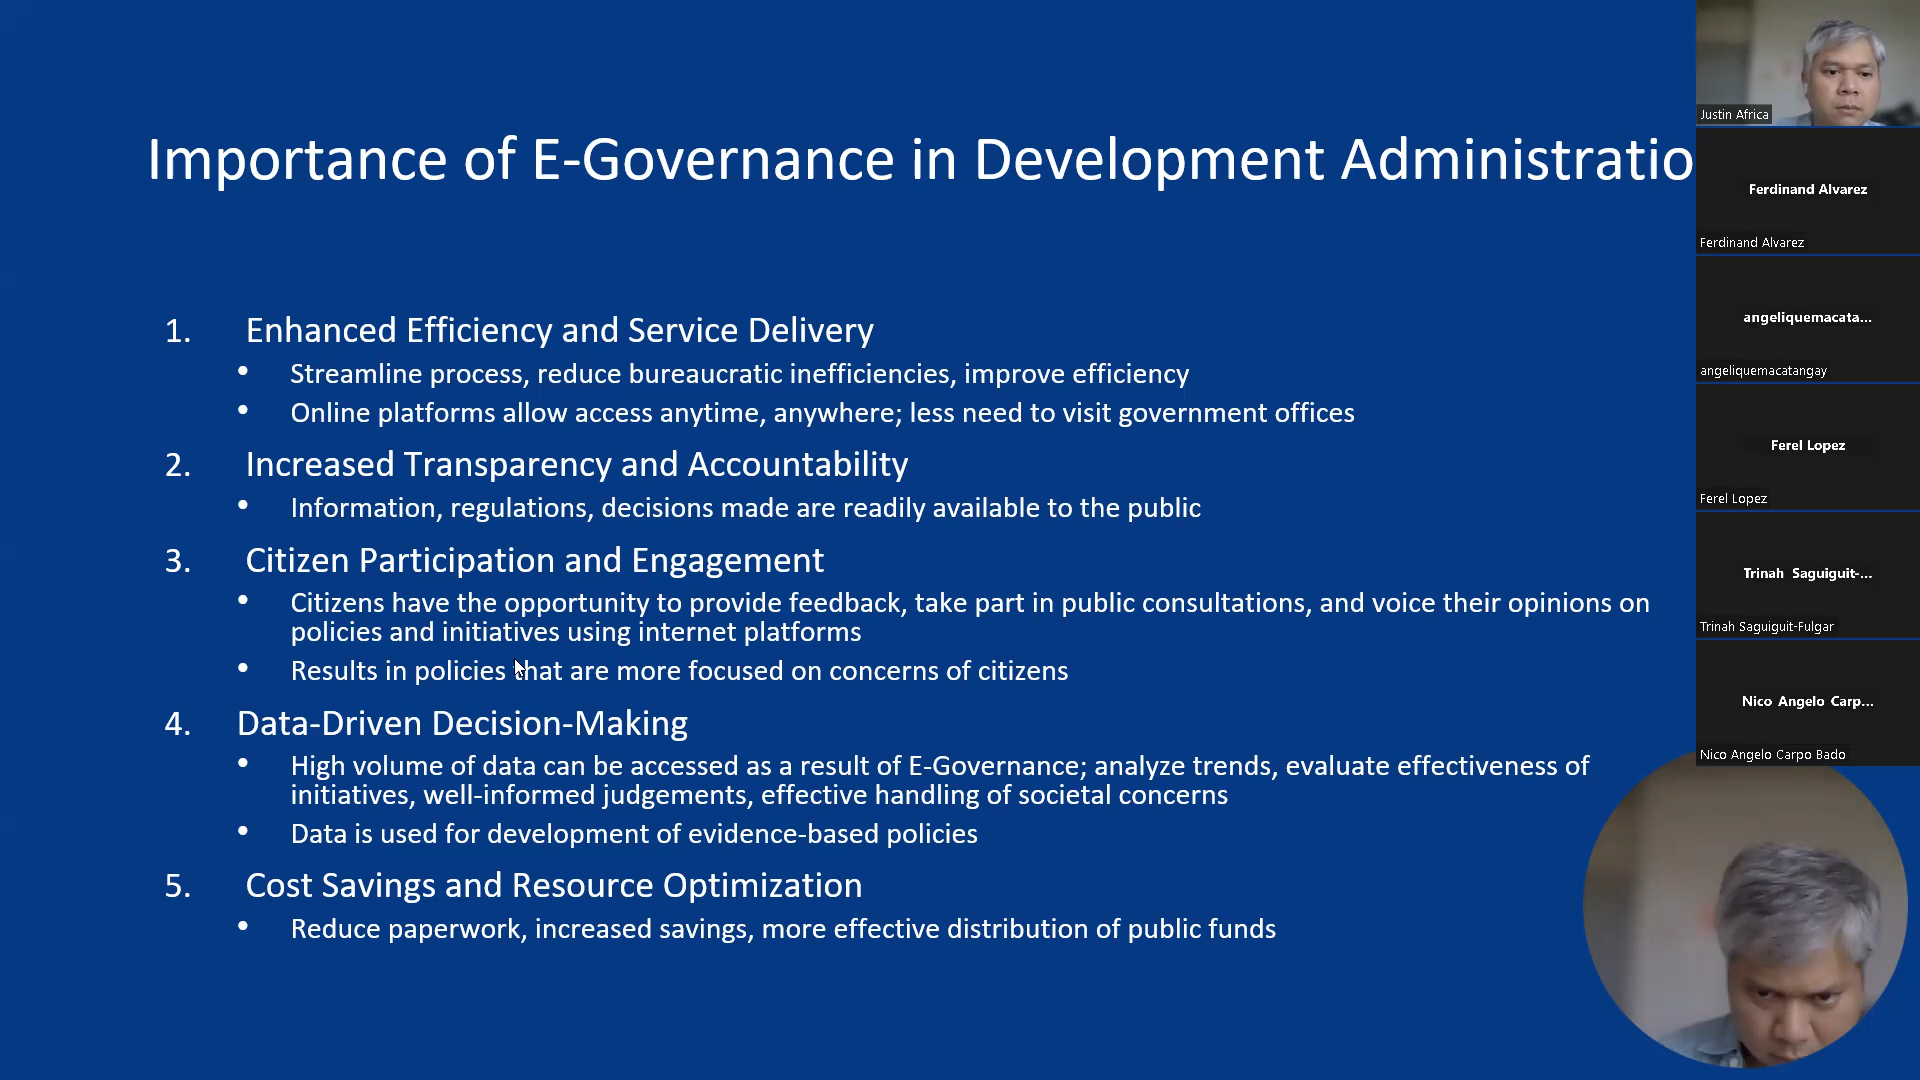 Importance of E-Governance in Development Administratio
1. Enhanced Efficiency and Service Delivery
• Streamline process, reduce bureaucratic inefficiencies, improve efficiency
• Online platforms allow access anytime, anywhere; less need to visit government offices
2. Increased Transparency and Accountability
• Information, regulations, decisions made are readily available to the public
3. Citizen Participation and Engagement
• Citizens have the opportunity to provide feedback, take part in public consultations, and voice their opinions on
policies and initiatives using internet platforms
• Results in policies that are more focused on concerns of citizens
4. Data-Driven Decision-Making
• High volume of data can be accessed as a result of E-Governance; analyze trends, evaluate effectiveness of
initiatives, well-informed judgements, effective handling of societal concerns
• Data is used for development of evidence-based policies
5. Cost Savings and Resource Optimization
• Reduce paperwork, increased savings, more effective distribution of public funds
Justin Africa
Ferdinand Alvarez
Ferdinand Alvarez
angeliquemacata...
angeliquemacatangay
Ferel Lopez
Ferel Lopez
Trinah Saguiguit-...
Trinah Saguiguit-Fulgar
Nico Angelo Carp...
Nico Angelo Carpo Bado